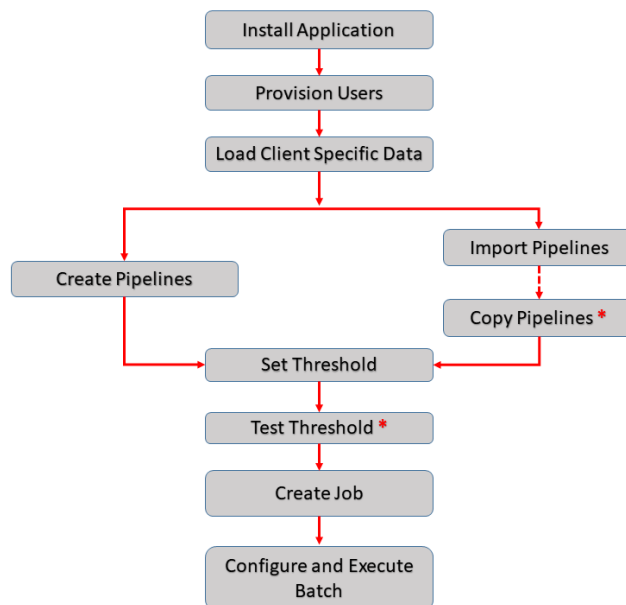 Install Application
Provision Users
Load Client Specific Data
Import Pipelines
Create Pipelines
Copy Pipelines *
Set Threshold
Test Threshold *
Create Job
Configure and Execute
Batch